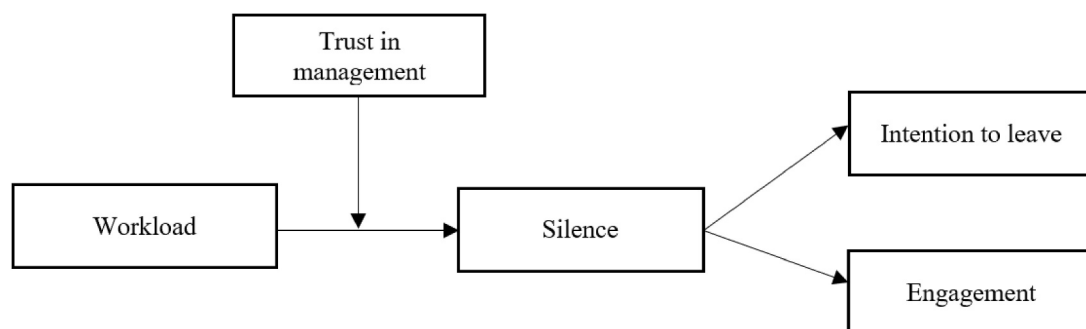 Trust in
management
Intention to leave
Workload
Silence
Engagement